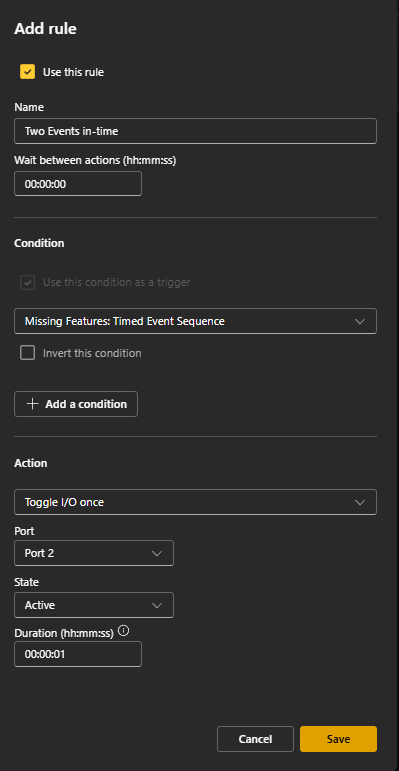 Add rule
Use this rule
Name
Two Events in-time
Wait between actions (hh:mm:ss)
00:00:00
Condition
Use this condition as a trigger
Missing Features: Timed Event Sequence
Invert this condition
Add a condition
Action
Toggle I/O once
Port
Port 2
State
Active
Duration (hh:mm:ss)
00:00:01
Cancel Save